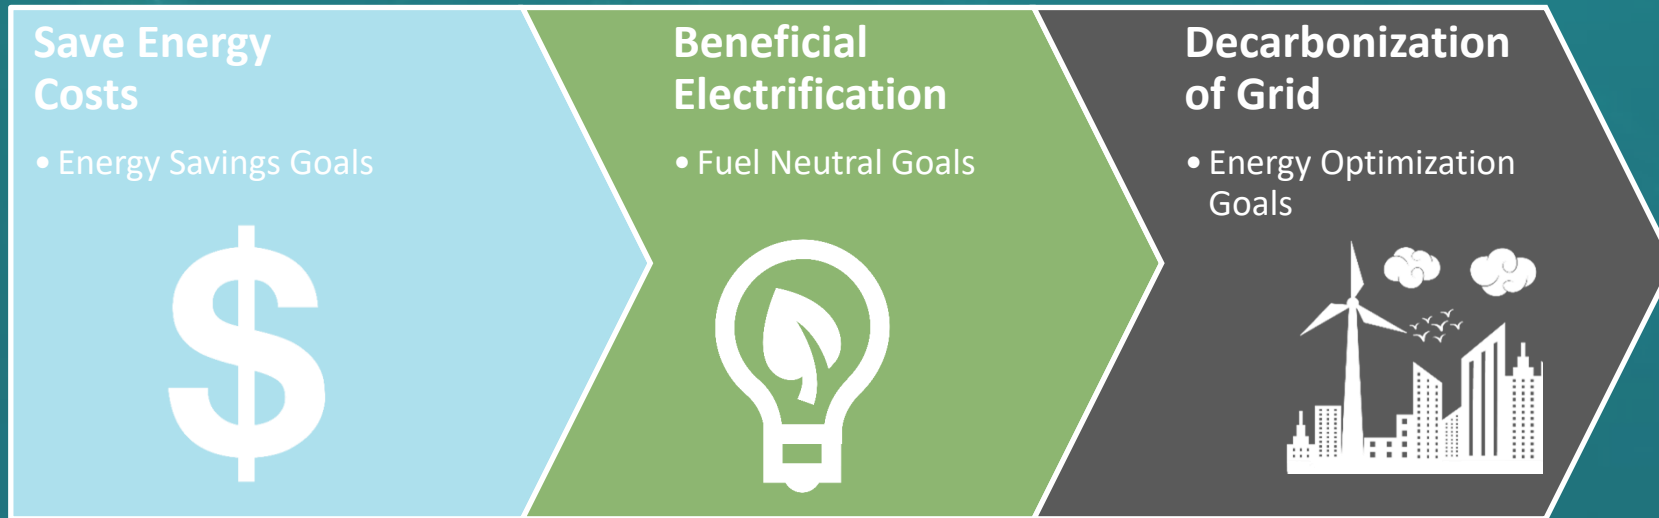 Save Energy
Costs
• Energy Savings Goals
$
Beneficial
Electrification
• Fuel Neutral Goals
Decarbonization
of Grid
• Energy Optimization
Goals